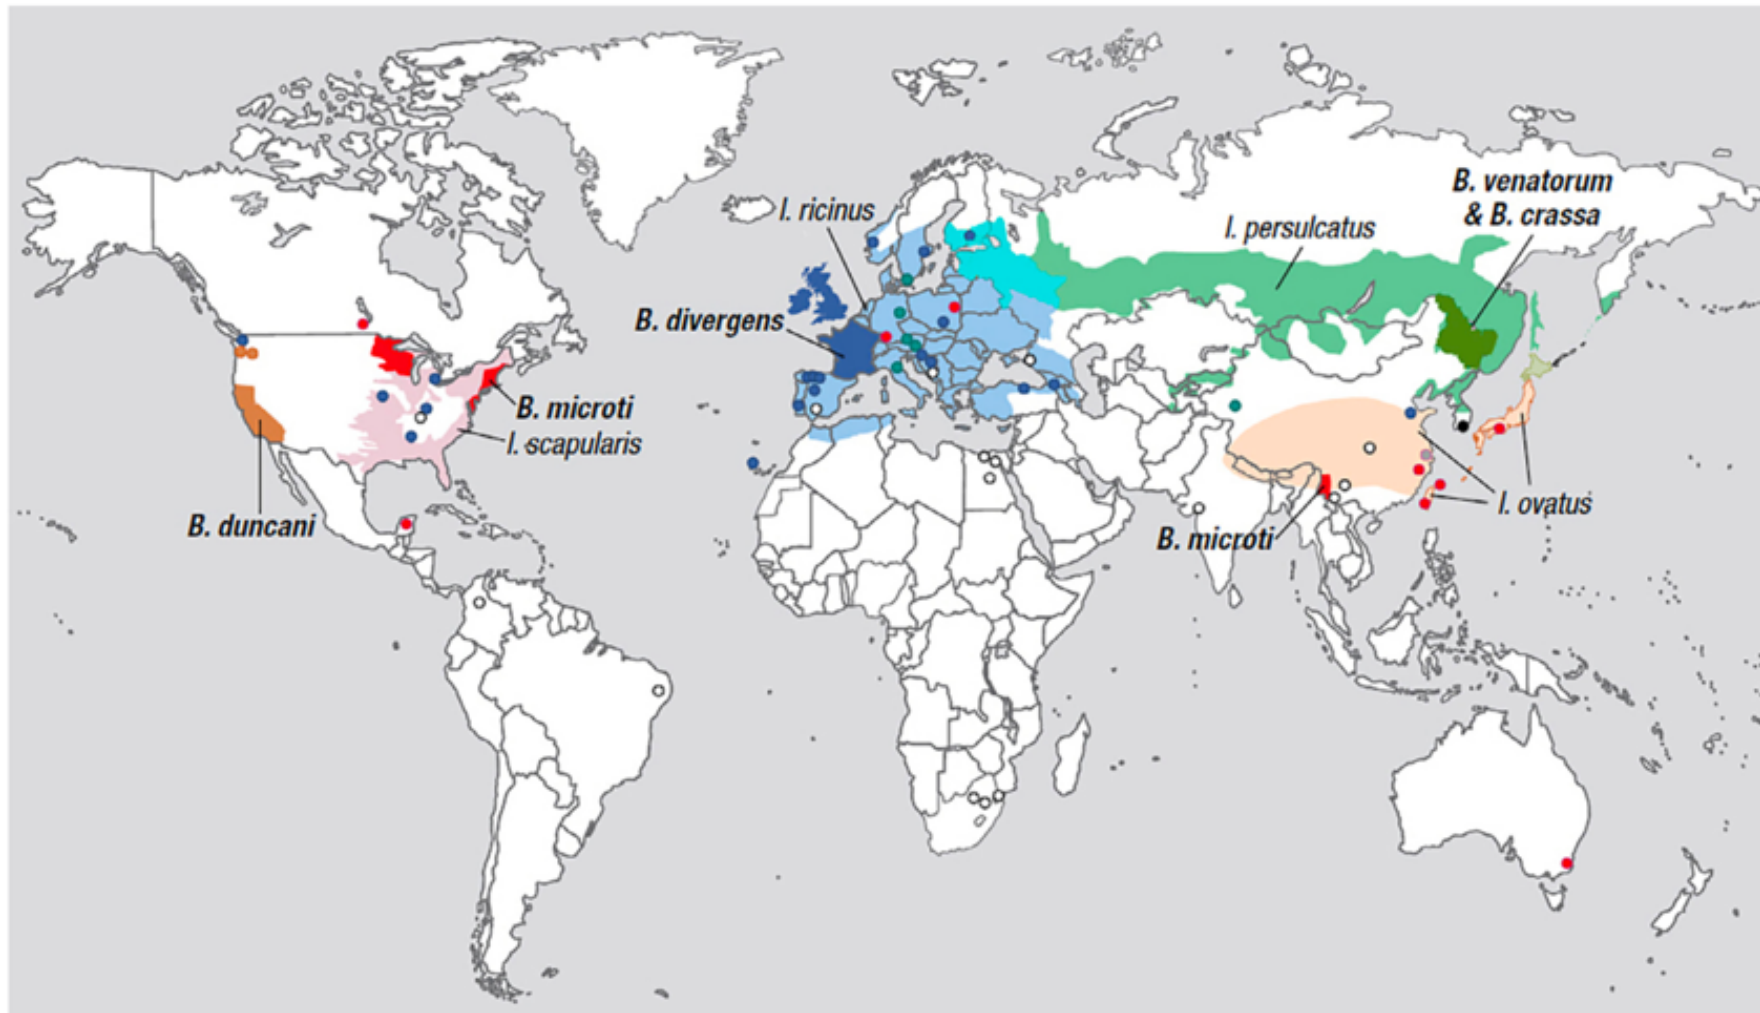 B. venatorum
& B. crassa
I. ricinus
I. persulcatus
B. divergens
B. microti
I. scapularis
B. duncani
I. ovatus
B. microti